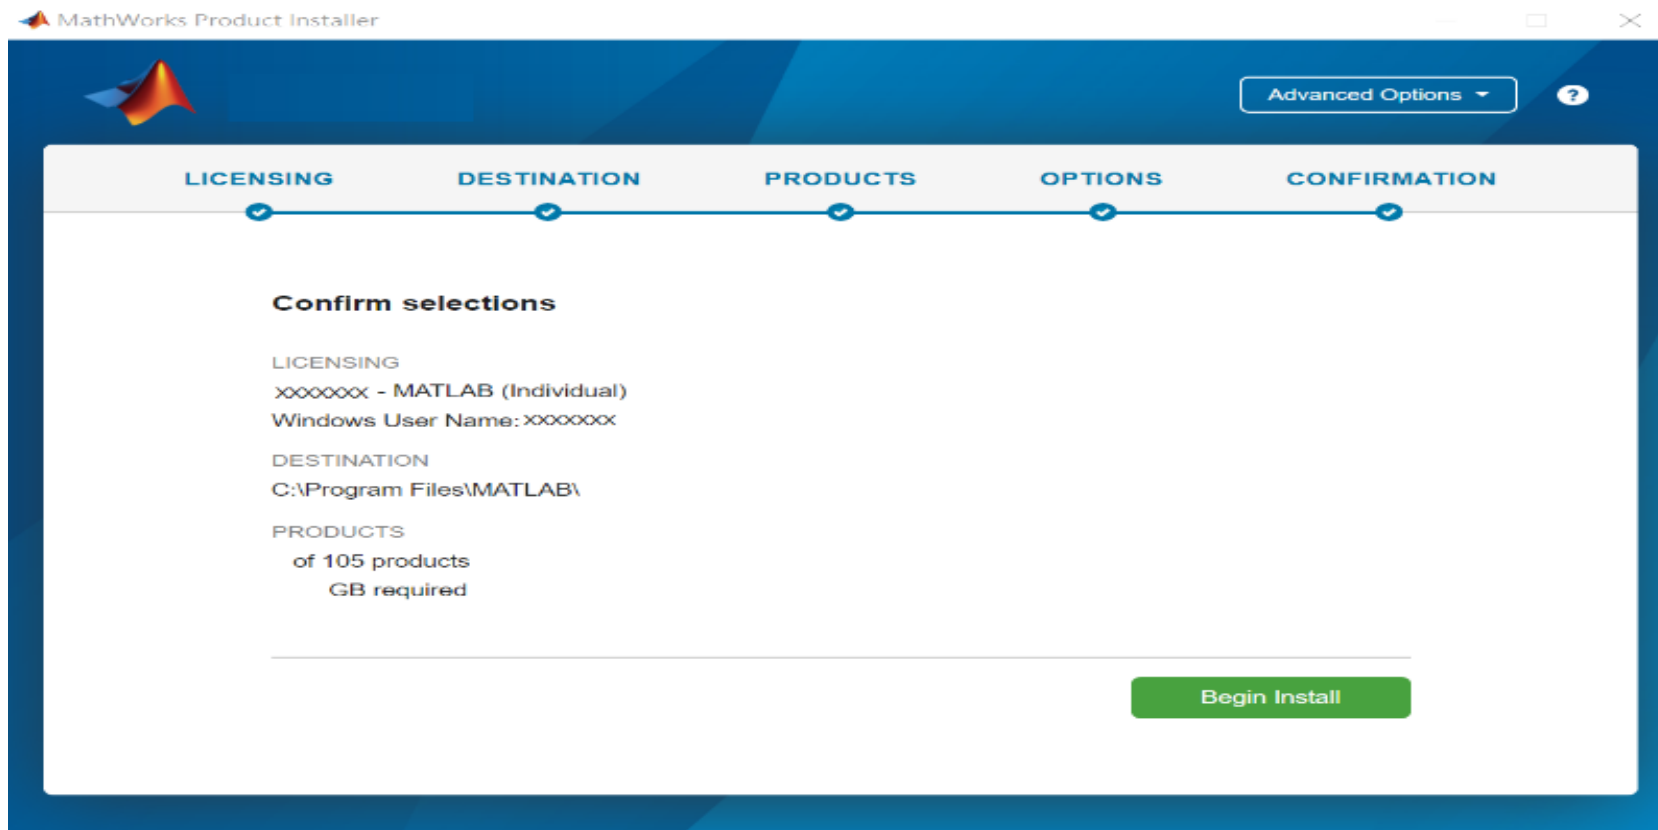 MathWorks Product Installer
Advanced Options
?
LICENSING DESTINATION PRODUCTS OPTIONS CONFIRMATION
Confirm selections
LICENSING
xxxxxxx - MATLAB (Individual)
Windows User Name: xxxxxxx
DESTINATION
C:\Program Files\MATLAB\
PRODUCTS
of 105 products
GB required
Begin Install